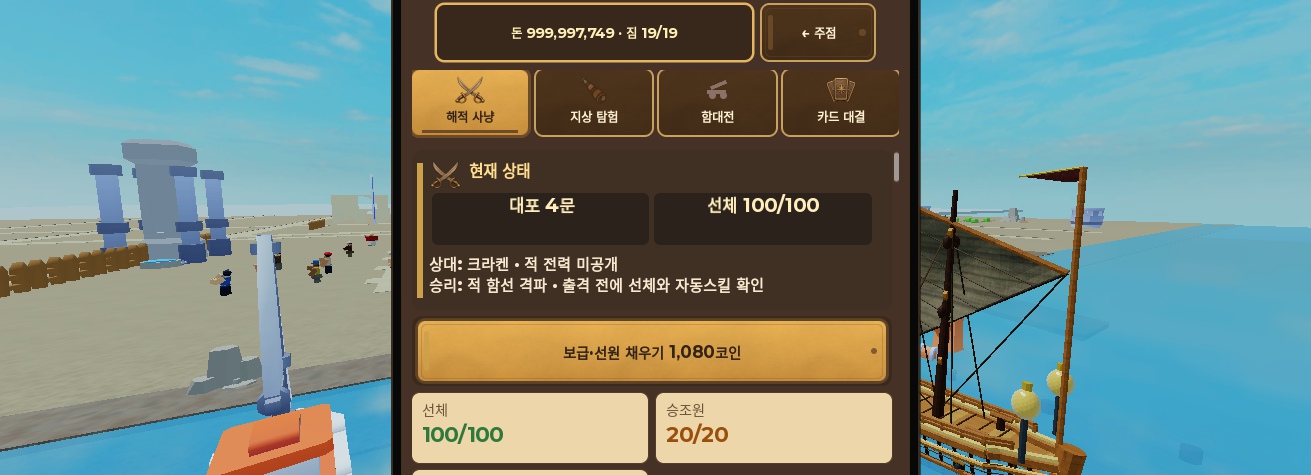 돈 999,997,749 · 짐 19/19
← 주점
해적 사냥
지상 탐험
함대전
카드 대결
현재 상태
대포 4문
선체 100/100
상대: 크라켄 • 적 전력 미공개
승리: 적 함선 격파 • 출격 전에 선체와 자동스킬 확인
보급·선원 채우기 1,080코인
선체
100/100
승조원
20/20